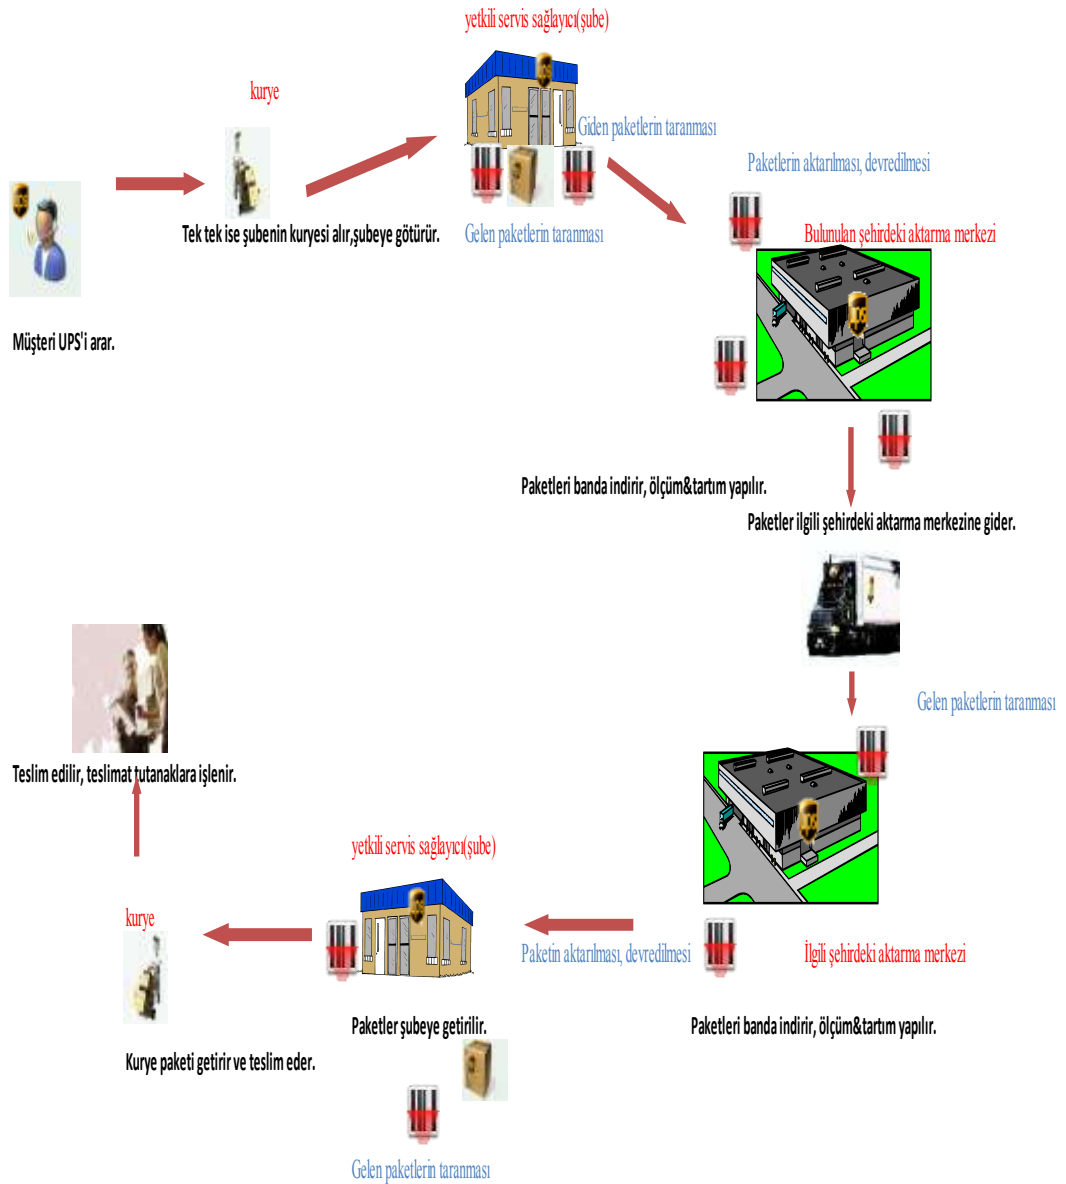 yetkili servis sağlayıcı(şube)
kurye
Giden paketlerin taranması
Paketlerin aktarılması, devredilmesi
Tek tek ise şubenin kuryesi alır,şubeye götürür.
Gelen paketlerin taranması
Bulunulan şehirdeki aktarma merkezi
Müşteri UPS'i arar.
Paketleri banda indirir, ölçüm&tartım yapılır.
Paketler ilgili şehirdeki aktarma merkezine gider.
Gelen paketlerin taranması
Teslim edilir, teslimat tutanaklara işlenir.
yetkili servis sağlayıcı(şube)
kurye
Paketin aktarılması, devredilmesi
İlgili şehirdeki aktarma merkezi
Paketler şubeye getirilir.
Paketleri banda indirir, ölçüm&tartım yapılır.
Kurye paketi getirir ve teslim eder.
Gelen paketlerin taranması